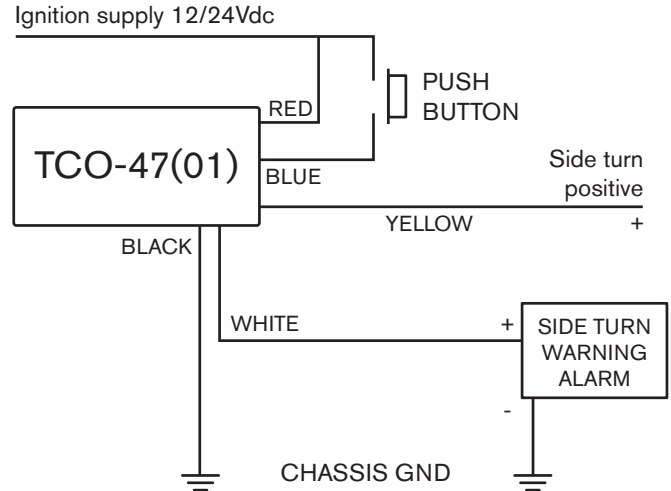 Ignition supply 12/24Vdc
PUSH
BUTTON
RED
TCO-47(01)
BLUE
Side turn
positive
YELLOW
+
BLACK
WHITE
+
SIDE TURN
WARNING
ALARM
-
CHASSIS GND